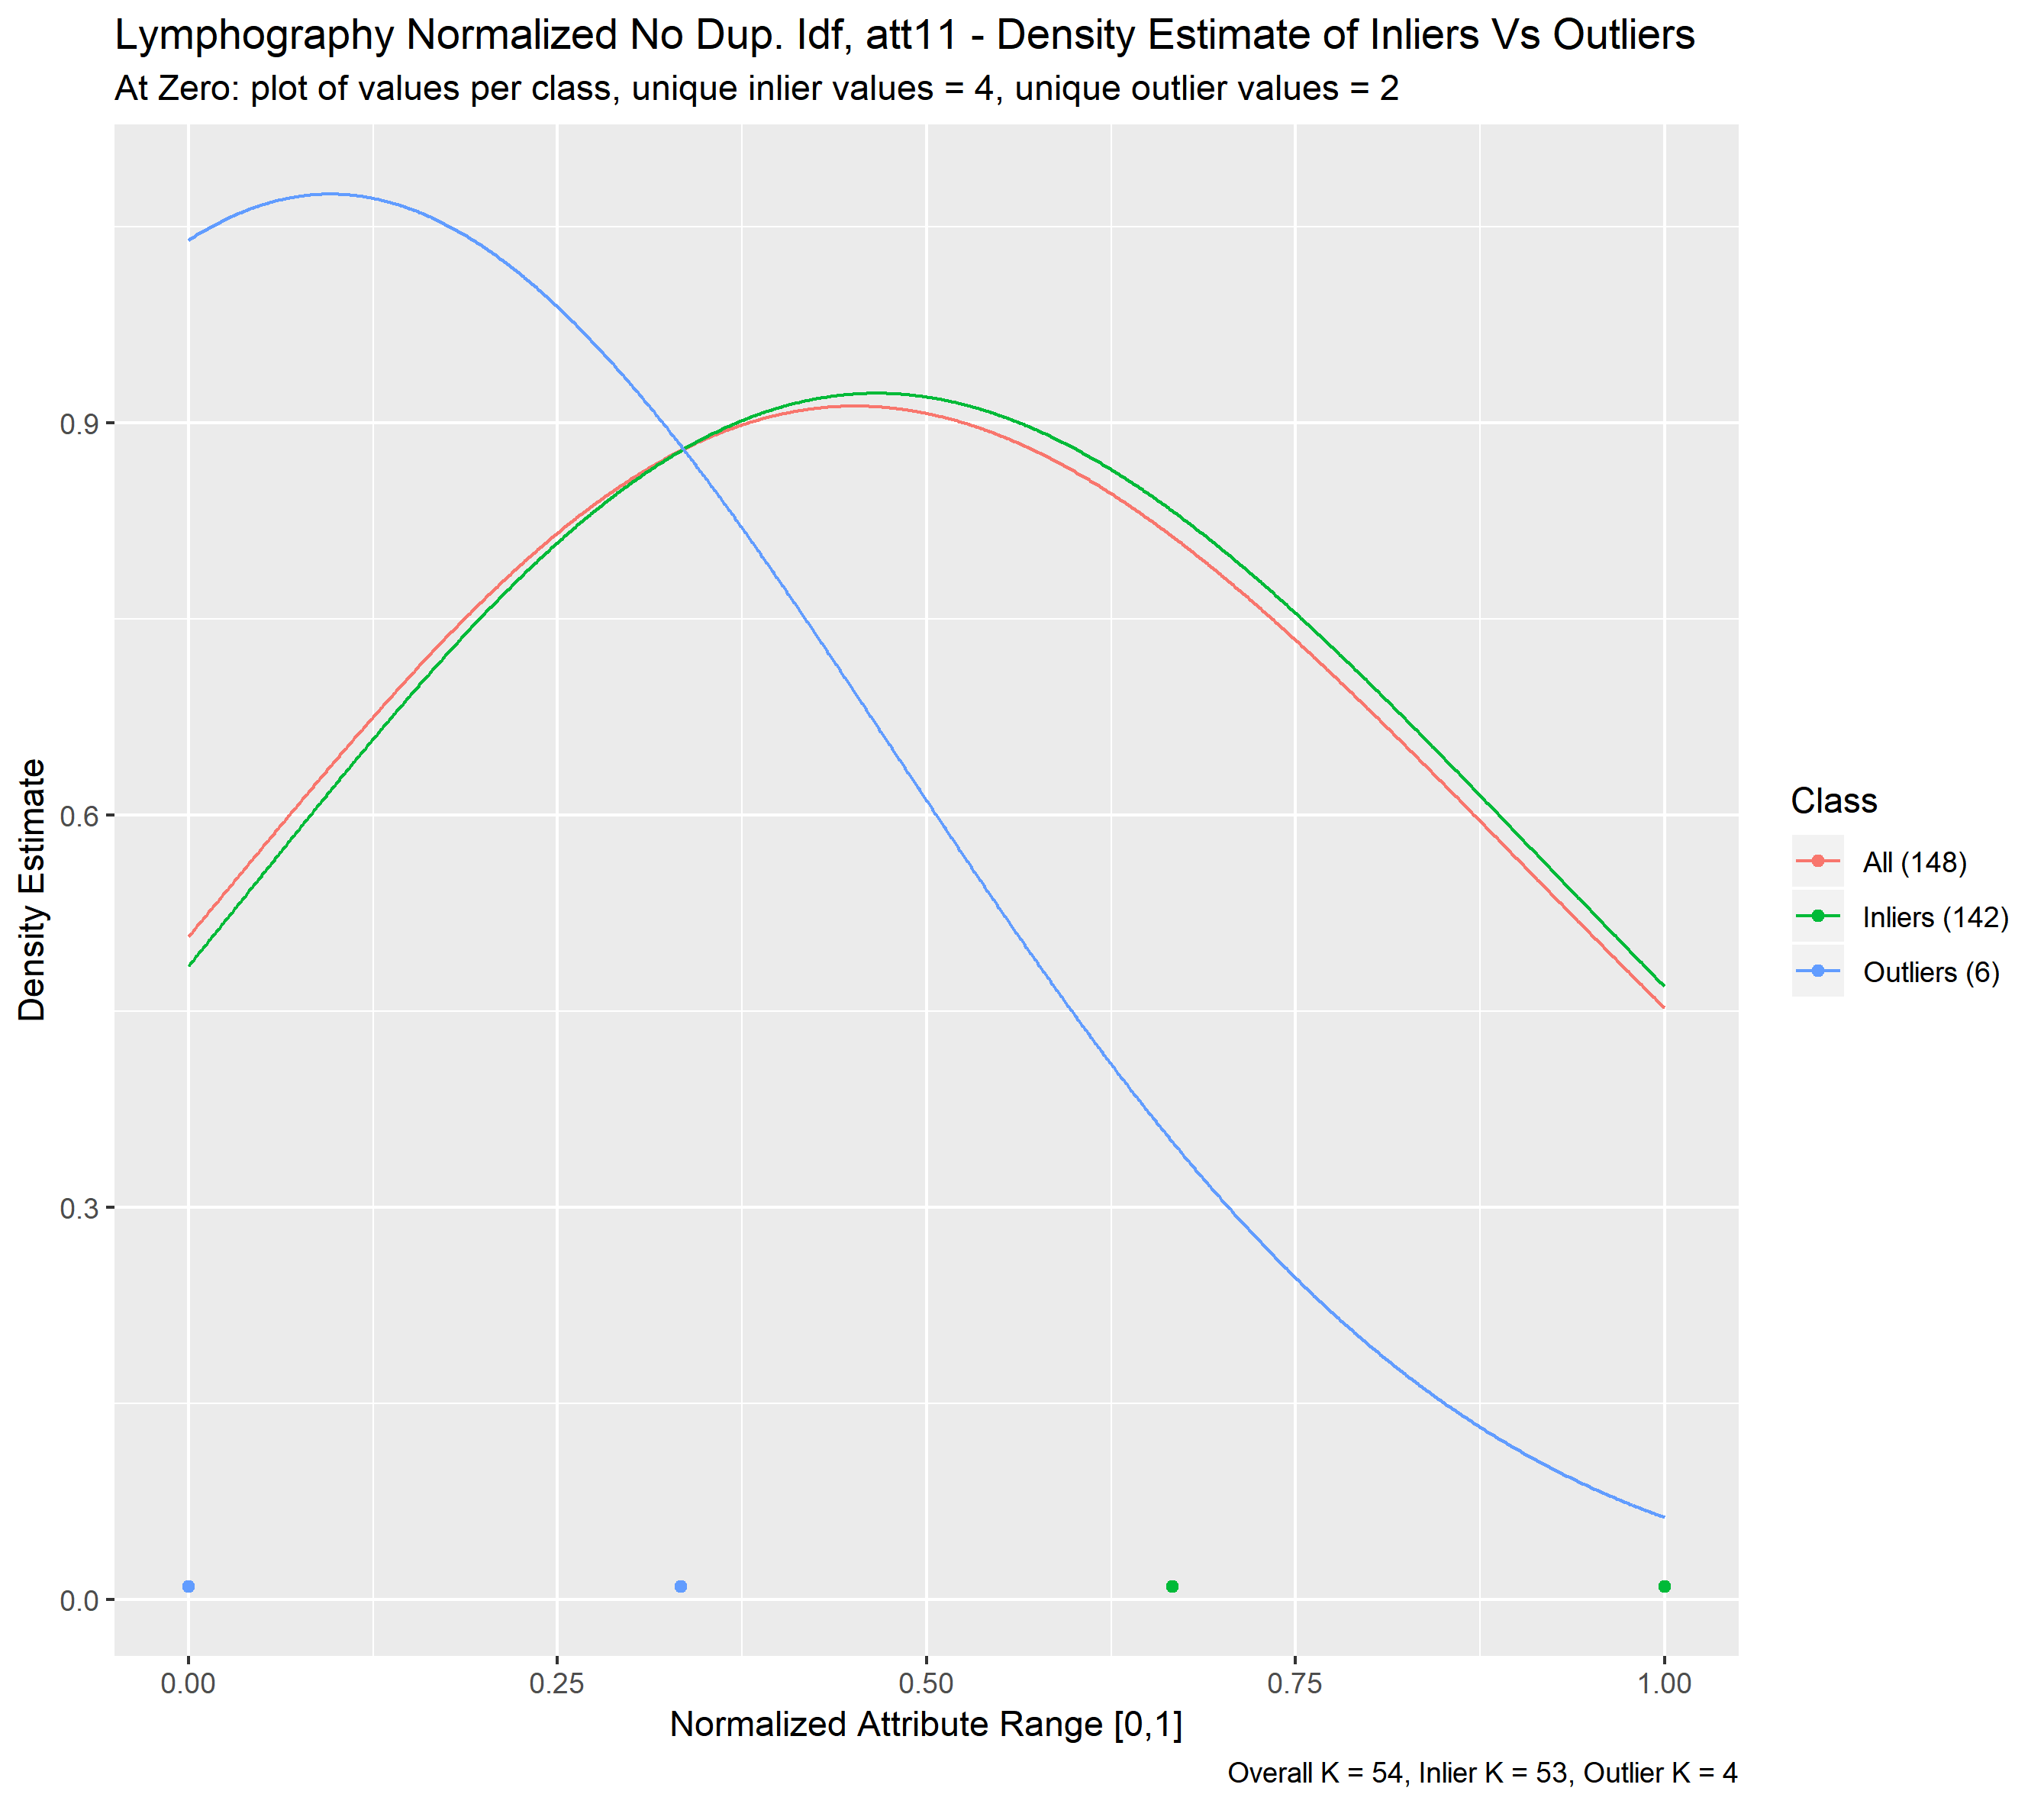 Lymphography Normalized No Dup. Idf, att11 - Density Estimate of Inliers Vs Outliers
At Zero: plot of values per class, unique inlier values = 4, unique outlier values = 2
Density Estimate
0.9
0.6
0.3
0.0
0.00 0.25 0.50 0.75 1.00
Normalized Attribute Range [0,1]
Class
All (148)
Inliers (142)
Outliers (6)
Overall K = 54, Inlier K = 53, Outlier K = 4